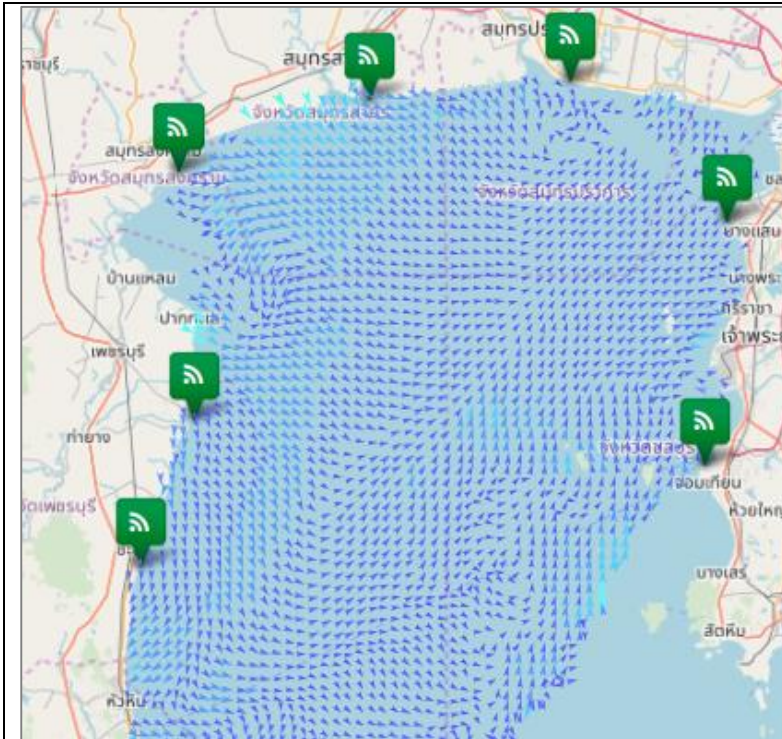 สมุทรปร
สมุทรสา
จังหวัดสมุทรสาคร
สมุทรสงคราม
จังหวัดสมุทรสงคราม
จังหวัดสมุทรปราการ
บางแสน
บ้านแหลม
บางพระ
ปากทะเล
ศรีราชา
เจ้าพระย
เพชรบุรี
ท่ายาง
จังหวัดชลบุรี
จอมเทียน
วัดเพชรบุรี
ห้วยใหญ่
ชะ
บางเสร่
สัตหีบ
หัวหิน